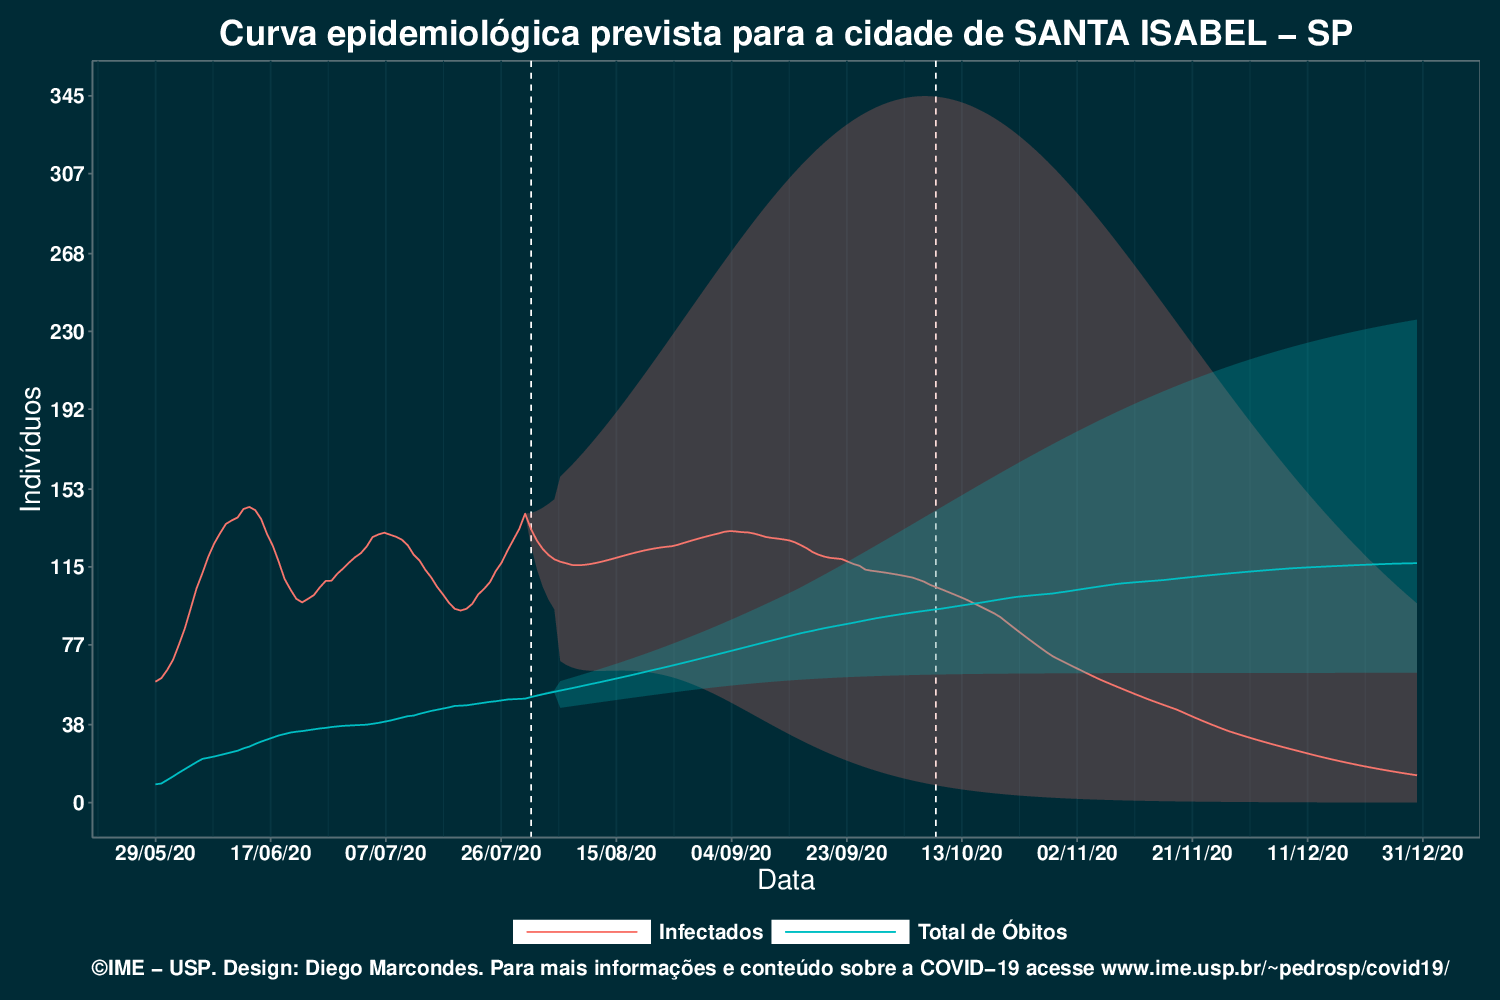 Curva epidemiológica prevista para a cidade de SANTA ISABEL – SP
Indivíduos
345
307
268
230
192
153
115
77
38
0
29/05/20 17/06/20 07/07/20 26/07/20 15/08/20 04/09/20 23/09/20 13/10/20 02/11/20 21/11/20 11/12/20 31/12/20
Data
Infectados Total de Óbitos
©IME – USP. Design: Diego Marcondes. Para mais informações e conteúdo sobre a COVID–19 acesse www.ime.usp.br/~pedrosp/covid19/